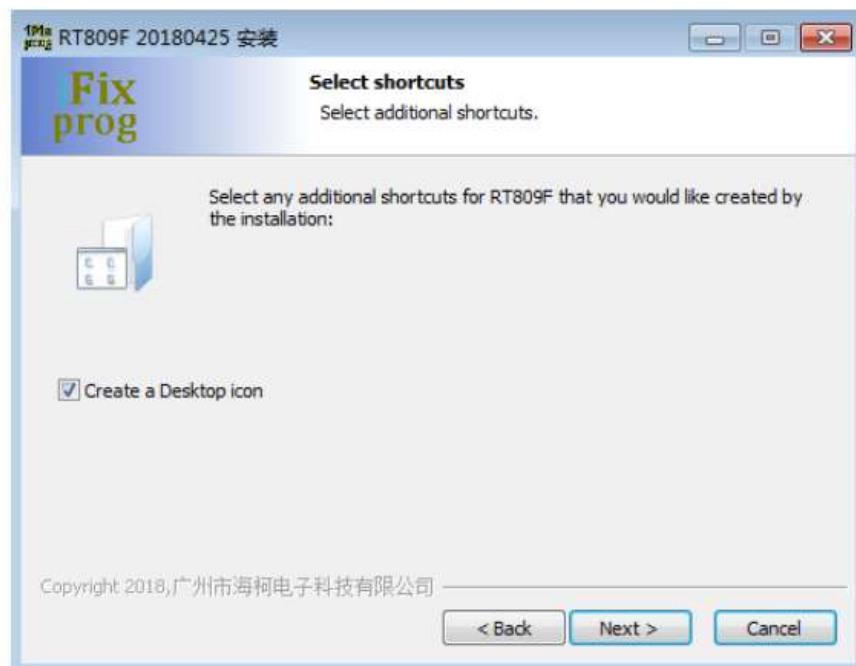 RT809F 20180425 安装
iFix
prog
Select shortcuts
Select additional shortcuts.
Select any additional shortcuts for RT809F that you would like created by
the installation:
Create a Desktop icon
Copyright 2018,广州市海柯电子科技有限公司
< Back
Next >
Cancel